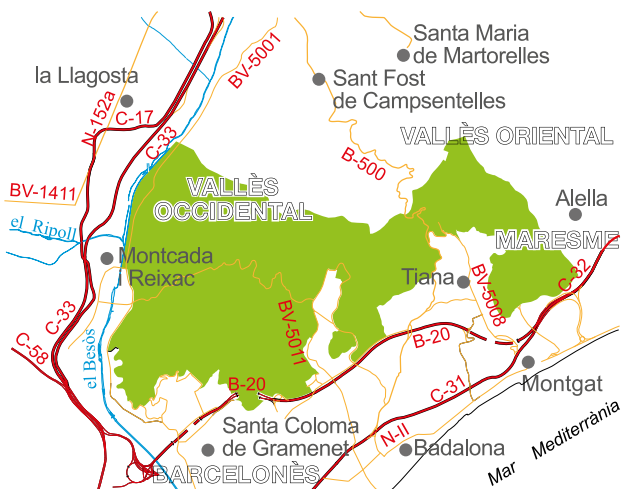 Santa Maria
de Martorelles
BV-5001
la Llagosta
Sant Fost
de Campsentelles
N-152a
C-17
C-33
VALLÈS ORIENTAL
B-500
BV-1411
VALLÈS
OCCIDENTAL
Alella
el Ripoll
MARESME
Montcada
i Reixac
Tiana
BV-5008
C-32
C-33
BV-5011
B-20
C-58
el Besòs
B-20
C-31
Montgat
Santa Coloma
de Gramenet
N-II
Badalona
BARCELONÈS
Mar Mediterrània